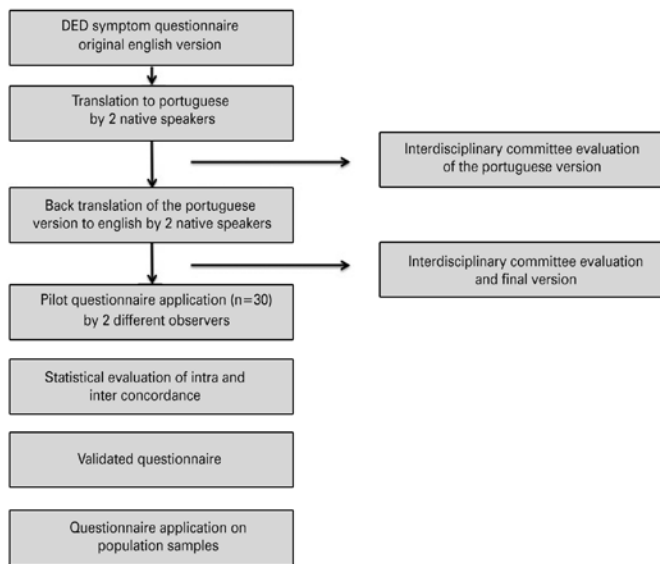 DED symptom questionnaire
original english version
Translation to portuguese
by 2 native speakers
Interdisciplinary committee evaluation
of the portuguese version
Back translation of the portuguese
version to english by 2 native speakers
Interdisciplinary committee evaluation
and final version
Pilot questionnaire application (n=30)
by 2 different observers
Statistical evaluation of intra and
inter concordance
Validated questionnaire
Questionnaire application on
population samples